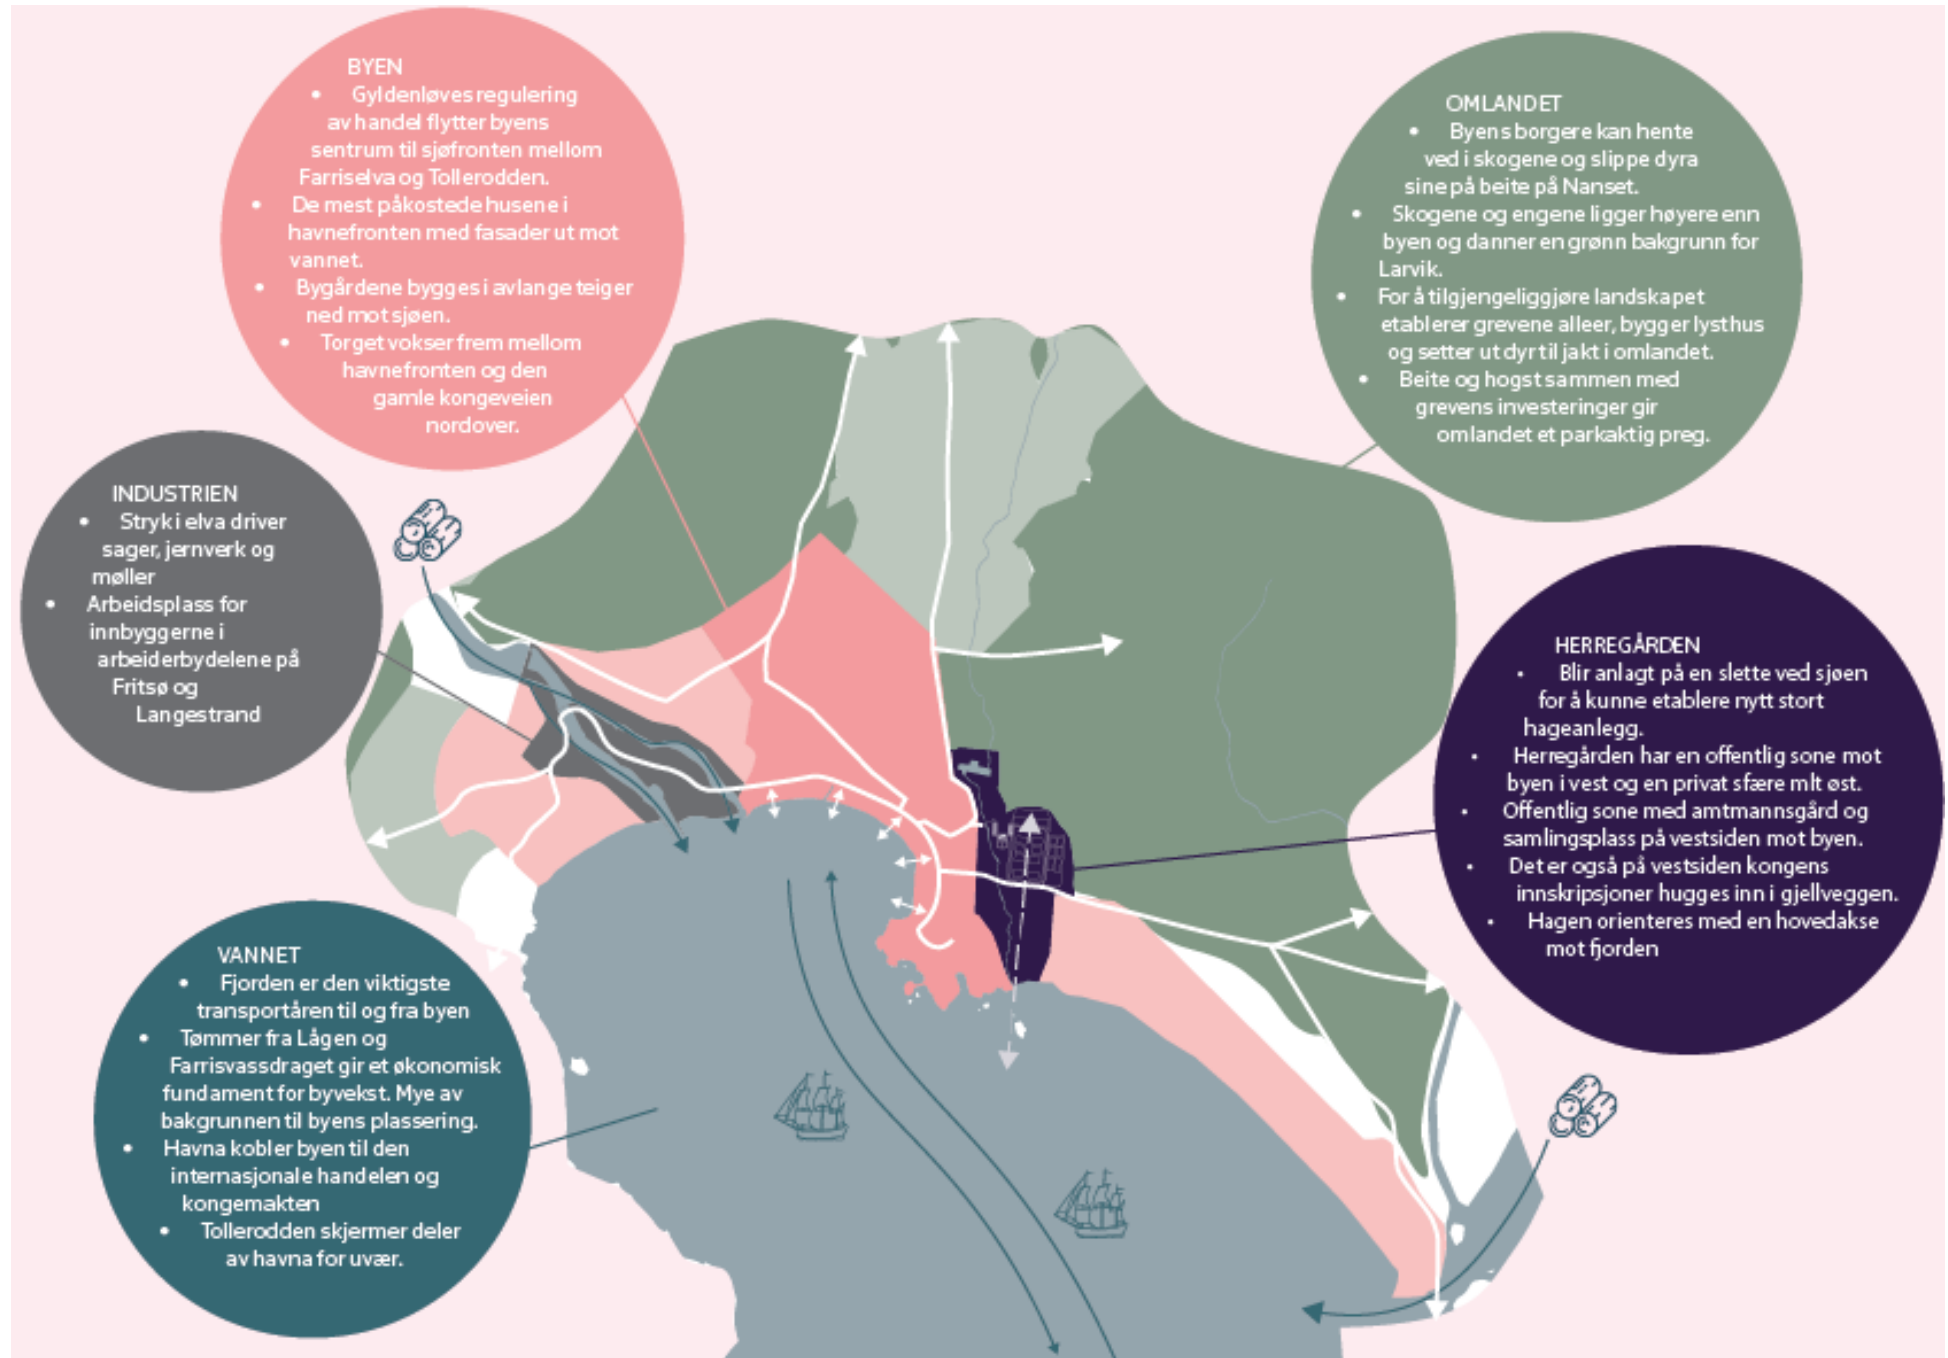 BYEN
• Gyldenløves regulering
av handel flytter byens
sentrum til sjøfronten mellom
Farriselva og Tollerodden.
• De mest påkostede husene i
havnefronten med fasader ut mot
vannet.
• Bygårdene bygges i avlange teiger
ned mot sjøen.
• Torget vokser frem mellom
havnefronten og den
gamle kongeveien
nordover.
OMLANDET
• Byens borgere kan hente
ved i skogene og slippe dyra
sine på beite på Nanset.
• Skogene og engene ligger høyere enn
byen og danner en grønn bakgrunn for
Larvik.
• For å tilgjengeliggjøre landskapet
etablerer grevene alleer, bygger lysthus
og setter ut dyr til jakt i omlandet.
• Beite og hogst sammen med
grevens investeringer gir
omlandet et parkaktig preg.
INDUSTRIEN
• Stryk i elva driver
sager, jernverk og
møller
• Arbeidsplass for
innbyggerne i
arbeiderbydelene på
Fritsø og
Langestrand
HERREGÅRDEN
• Blir anlagt på en slette ved sjøen
for å kunne etablere nytt stort
hageanlegg.
• Herregården har en offentlig sone mot
byen i vest og en privat sfære mlt øst.
• Offentlig sone med amtmannsgård og
samlingsplass på vestsiden mot byen.
• Det er også på vestsiden kongens
innskripsjoner hugges inn i gjellveggen.
• Hagen orienteres med en hovedakse
mot fjorden
VANNET
• Fjorden er den viktigste
transportåren til og fra byen
• Tømmer fra Lågen og
Farrisvassdraget gir et økonomisk
fundament for byvekst. Mye av
bakgrunnen til byens plassering.
• Havna kobler byen til den
internasjonale handelen og
kongemakten
• Tollerodden skjermer deler
av havna for uvær.